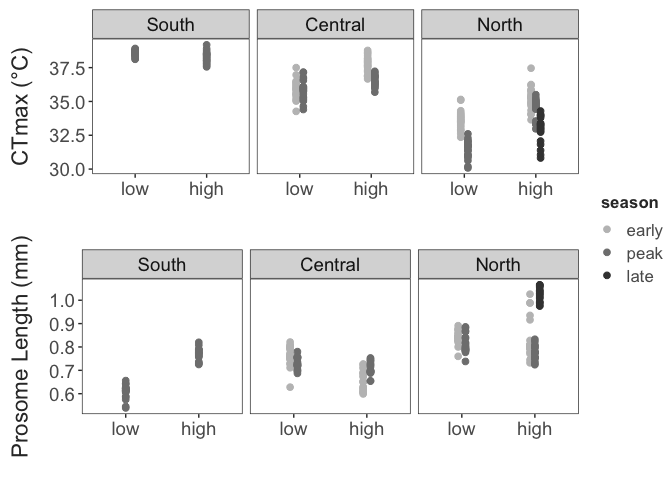 South Central North
CTmax (°C)
37.5
35.0
32.5
30.0
low high low high low high
season
early
peak
late
South Central North
Prosome Length (mm)
1.0
0.9
0.8
0.7
0.6
low high low high low high